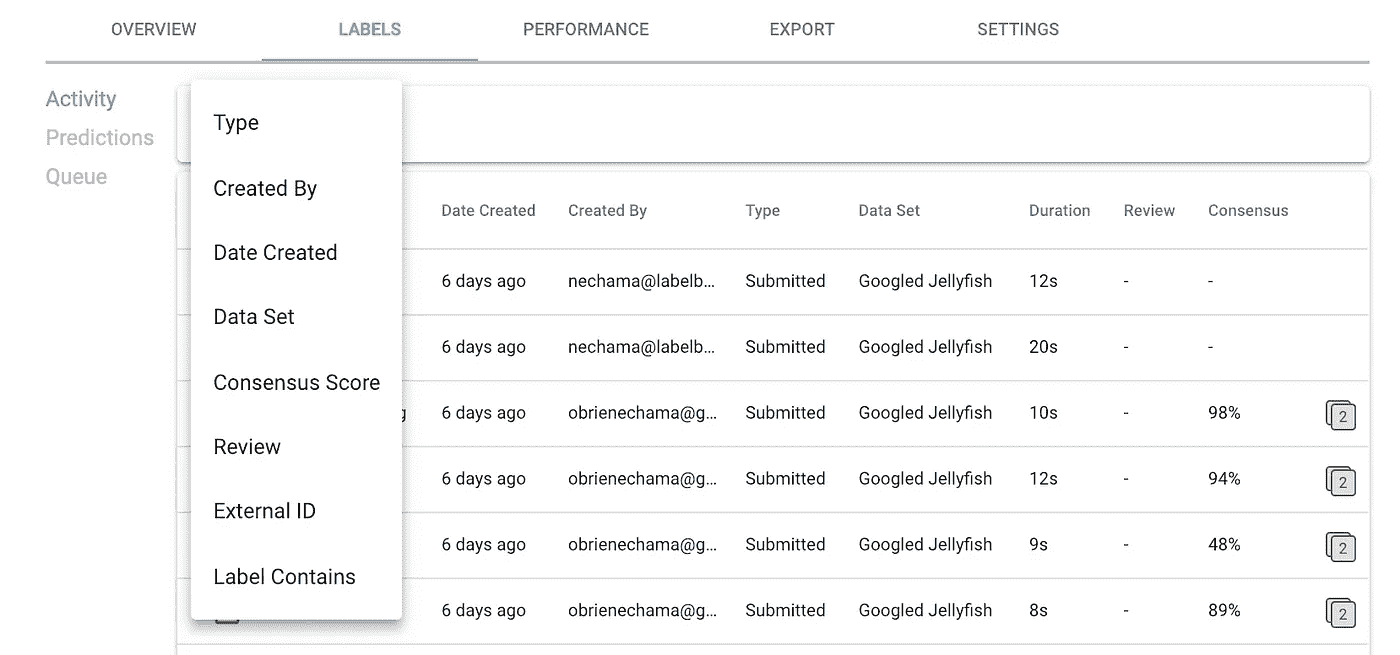 OVERVIEW LABELS PERFORMANCE EXPORT SETTINGS
Activity
Predictions
Queue
Type
Created By
Date Created
Data Set
Consensus Score
Review
External ID
Label Contains
Date Created Created By Type Data Set Duration Review Consensus
6 days ago nechama@labelb... Submitted Googled Jellyfish 12s - -
6 days ago nechama@labelb... Submitted Googled Jellyfish 20s - -
g 6 days ago obrienechama@g... Submitted Googled Jellyfish 10s - 98% 2
6 days ago obrienechama@g... Submitted Googled Jellyfish 12s - 94% 2
6 days ago obrienechama@g... Submitted Googled Jellyfish 9s - 48% 2
6 days ago obrienechama@g... Submitted Googled Jellyfish 8s - 89% 2